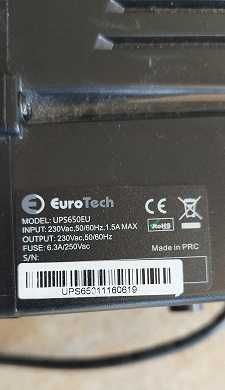 EuroTech
MODEL: UPS650EU
INPUT: 230Vac,50/60Hz,1.5A MAX
OUTPUT: 230Vac,50/60Hz
FUSE: 6.3A/250Vac
S/N:
CE
RoHS
Made in PRC
UPS65011160619